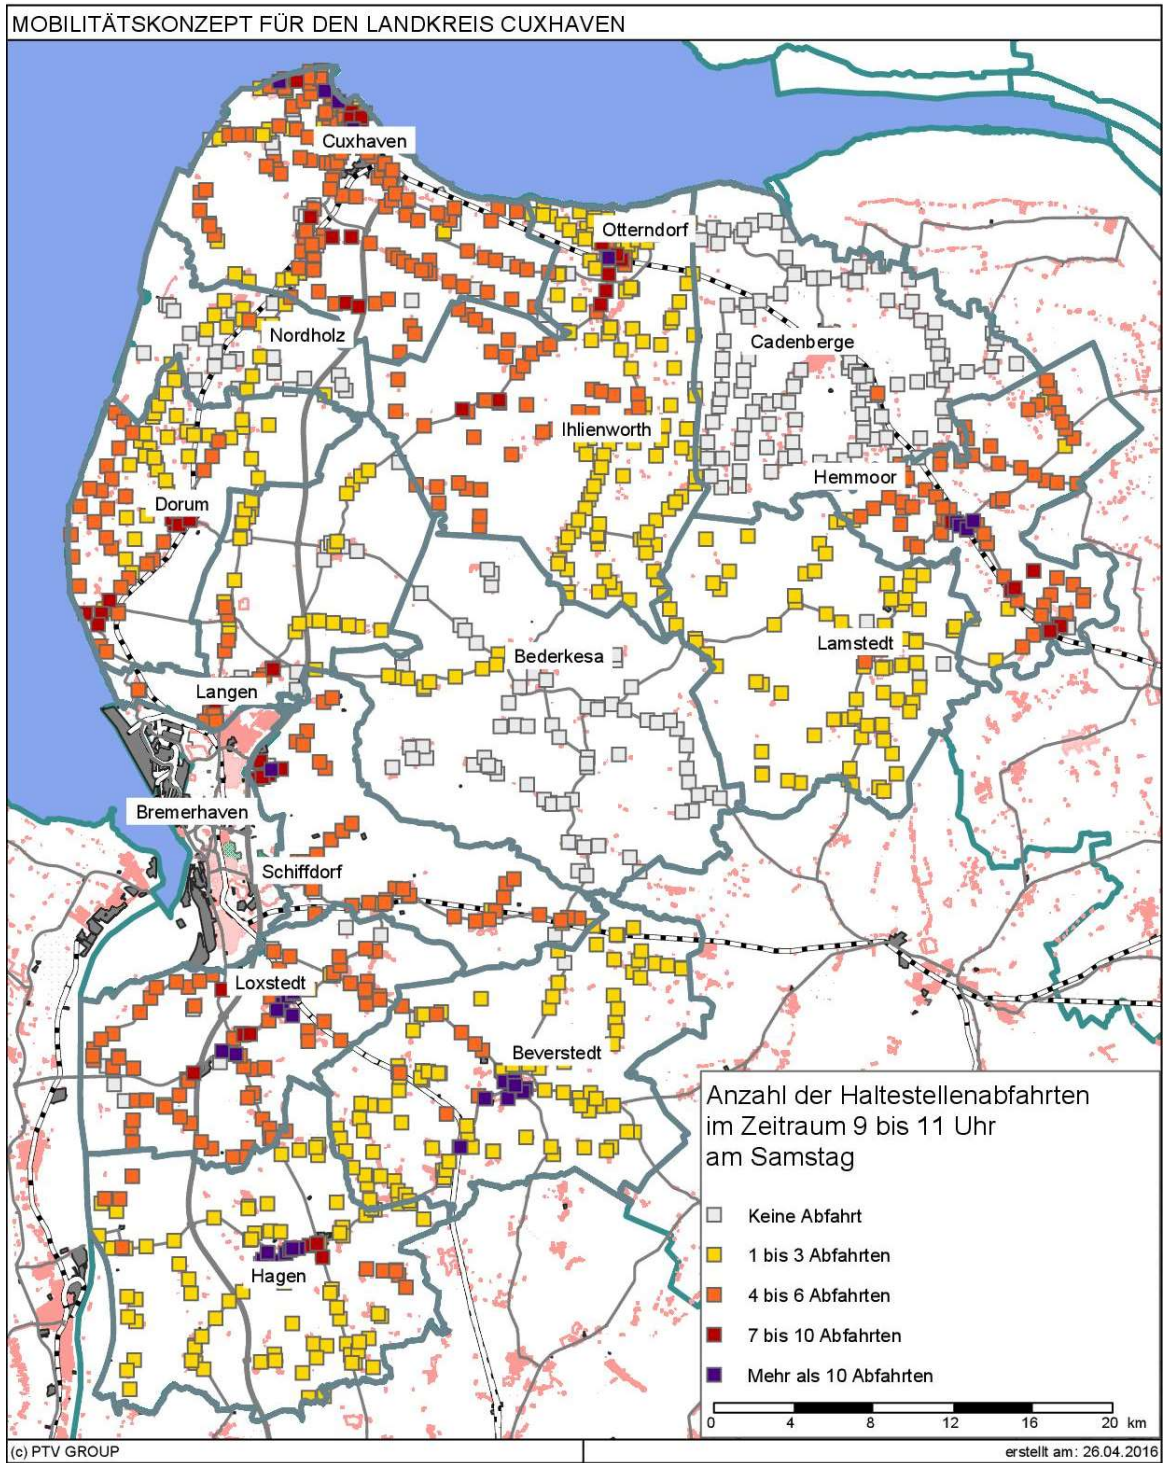 MOBILITÄTSKONZEPT FÜR DEN LANDKREIS CUXHAVEN
Cuxhaven
Otterndorf
Nordholz
Cadenberge
Ihlienworth
Hemmoor
Dorum
Lamstedt
Bederkesa
Langen
Bremerhaven
Schiffdorf
Loxstedt
Beverstedt
Hagen
Anzahl der Haltestellenabfahrten
im Zeitraum 9 bis 11 Uhr
am Samstag
Keine Abfahrt
1 bis 3 Abfahrten
4 bis 6 Abfahrten
7 bis 10 Abfahrten
Mehr als 10 Abfahrten
0 4 8 12 16 20 km
(c) PTV GROUP
erstellt am: 26.04.2016